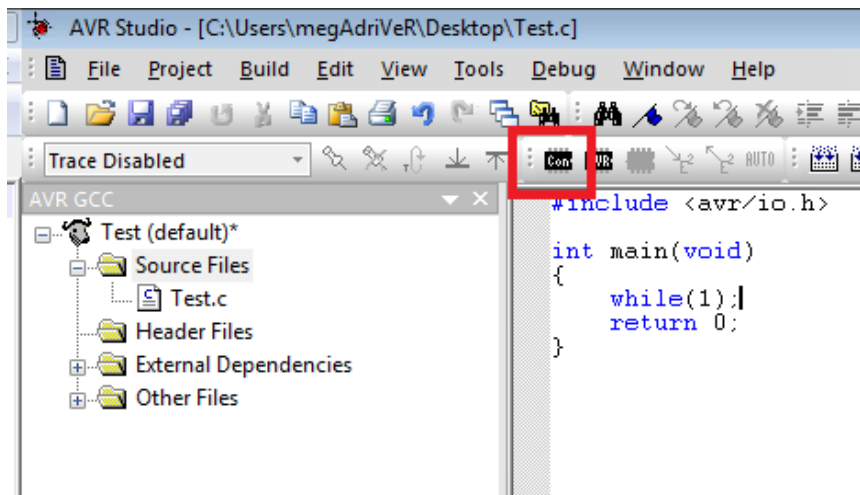 AVR Studio - [C:\Users\megAdriVeR\Desktop\Test.c]
File Project Build Edit View Tools Debug Window Help
Trace Disabled
Con AVR AUTO
AVR GCC
Test (default)*
Source Files
Test.c
Header Files
External Dependencies
Other Files
#include <avr/io.h>
int main(void)
{
while(1);
return 0;
}